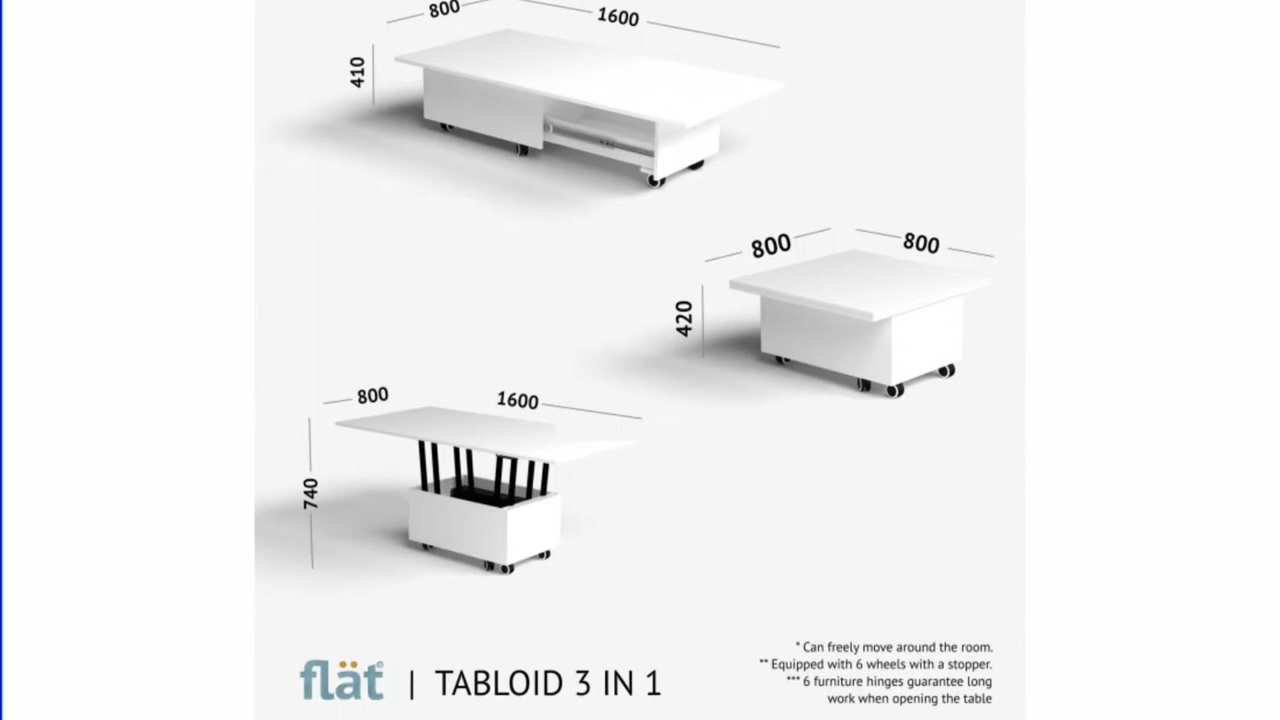 800
1600
410
800
800
420
800
1600
740
flät | TABLOID 3 IN 1
* Can freely move around the room.
** Equipped with 6 wheels with a stopper.
*** 6 furniture hinges guarantee long
work when opening the table